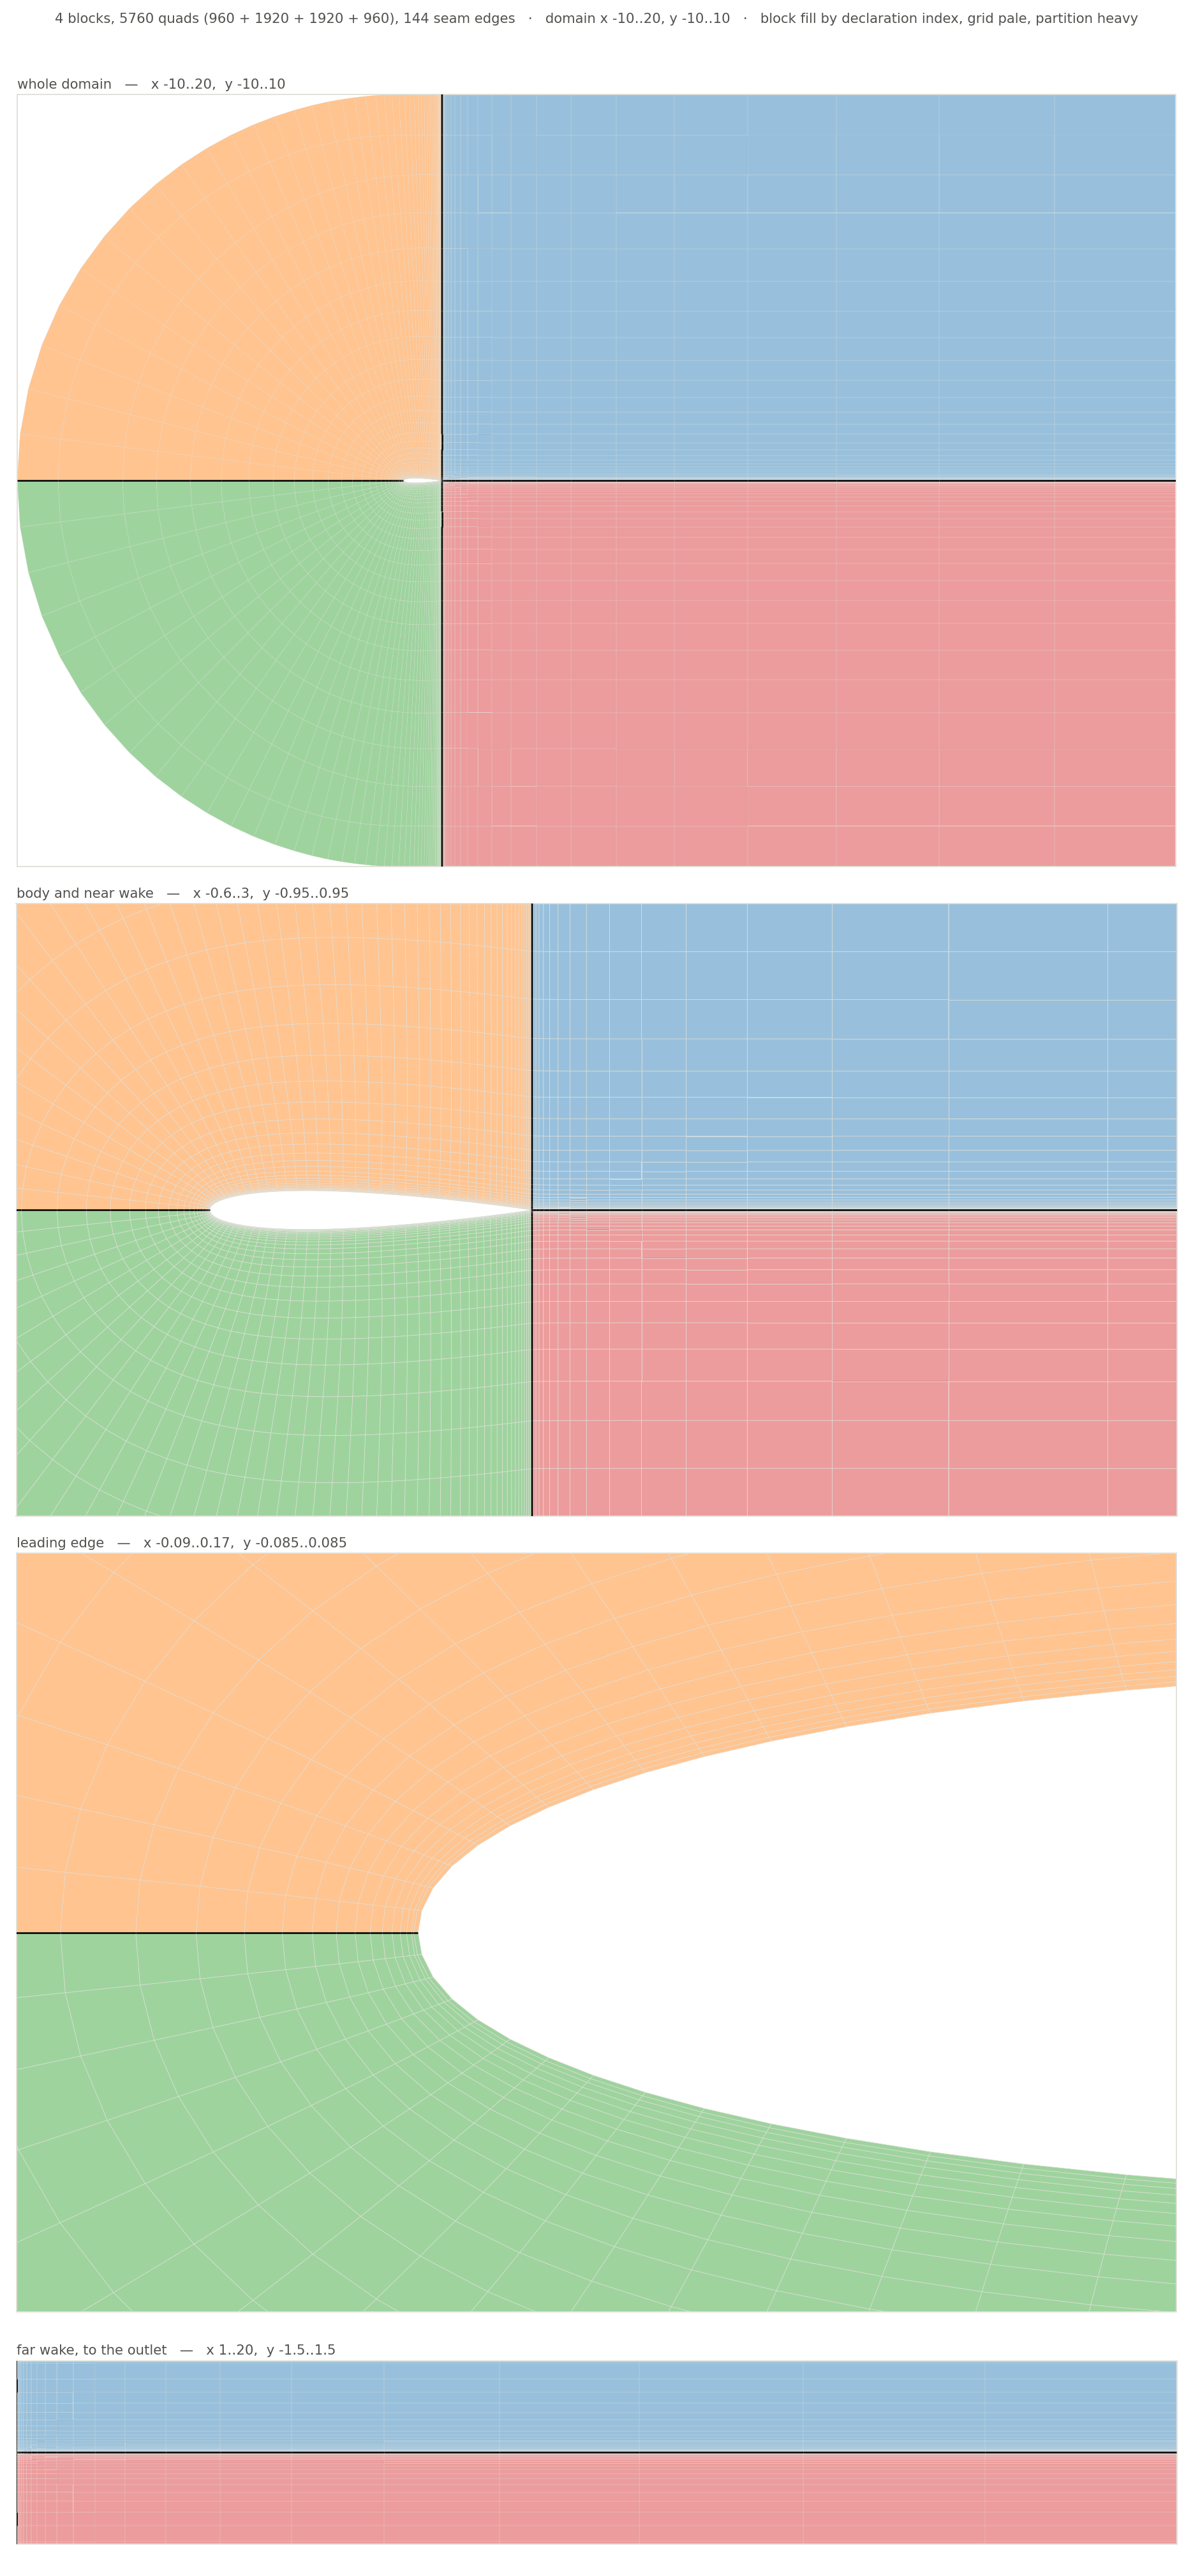 4 blocks, 5760 quads (960 + 1920 + 1920 + 960), 144 seam edges · domain x -10..20, y -10..10 · block fill by declaration index, grid pale, partition heavy
whole domain — x -10..20, y -10..10
body and near wake — x -0.6..3, y -0.95..0.95
leading edge — x -0.09..0.17, y -0.085..0.085
far wake, to the outlet — x 1..20, y -1.5..1.5